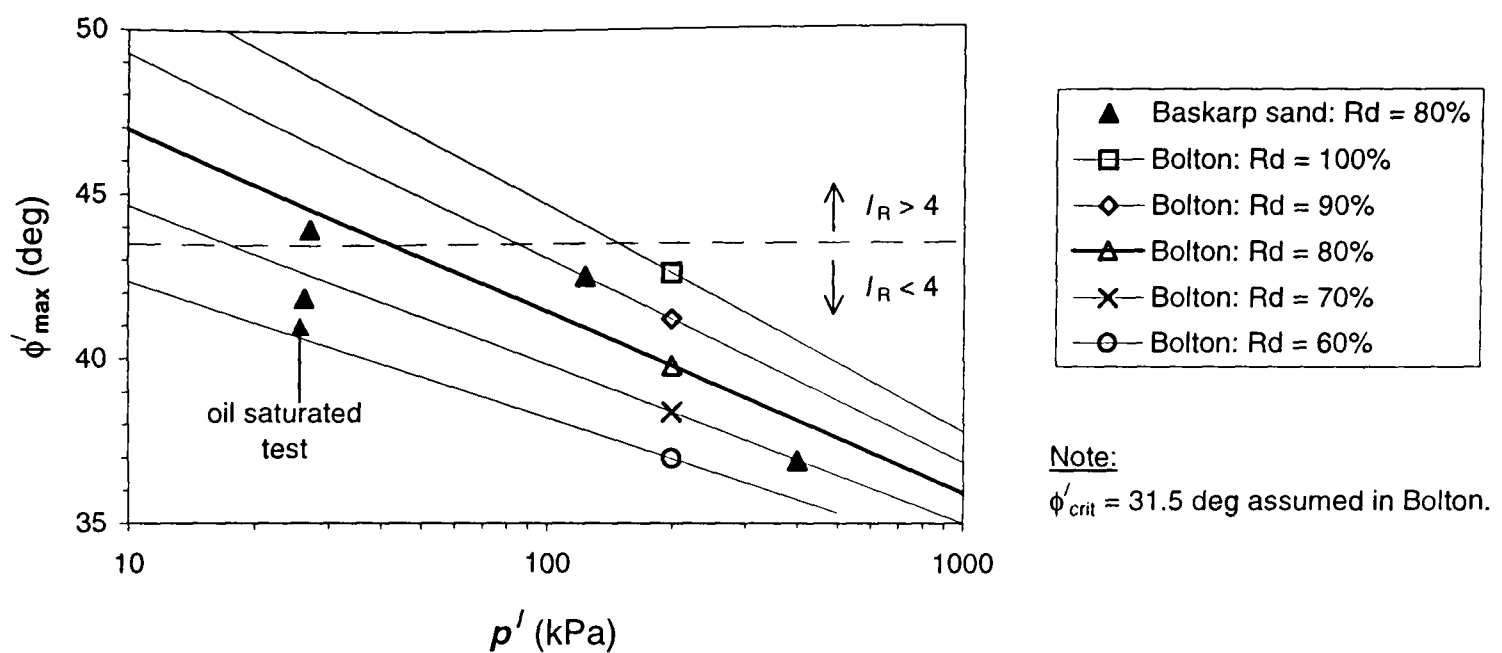 50
45
40
35
ϕ′max (deg)
10
100
1000
p′ (kPa)
I R > 4
I R < 4
oil saturated
test
Baskarp sand: Rd = 80%
Bolton: Rd = 100%
Bolton: Rd = 90%
Bolton: Rd = 80%
Bolton: Rd = 70%
Bolton: Rd = 60%
Note:
ϕ′crit = 31.5 deg assumed in Bolton.